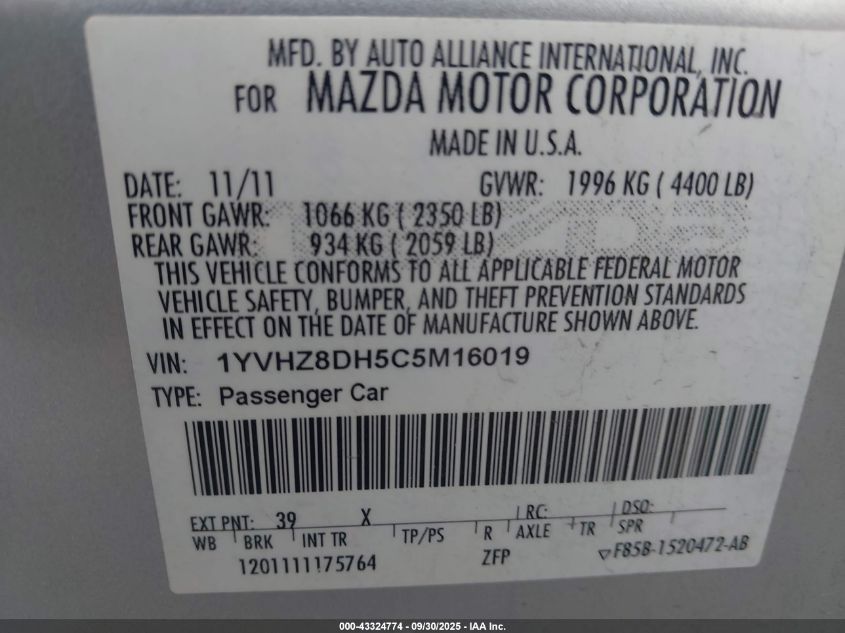 MFD. BY AUTO ALLIANCE INTERNATIONAL, INC.
FOR MAZDA MOTOR CORPORATION
MADE IN U.S.A.
DATE: 11/11 GVWR: 1996 KG ( 4400 LB)
FRONT GAWR: 1066 KG ( 2350 LB)
REAR GAWR: 934 KG ( 2059 LB)
THIS VEHICLE CONFORMS TO ALL APPLICABLE FEDERAL MOTOR
VEHICLE SAFETY, BUMPER, AND THEFT PREVENTION STANDARDS
IN EFFECT ON THE DATE OF MANUFACTURE SHOWN ABOVE.
VIN: 1YVHZ8DH5C5M16019
TYPE: Passenger Car
EXT PNT: 39 X RC: DSO:
WB BRK INT TR TP/PS R AXLE TR SPR
1201111175764 ZFP F85B-1520472-AB
000-43324774 - 09/30/2025 - IAA Inc.